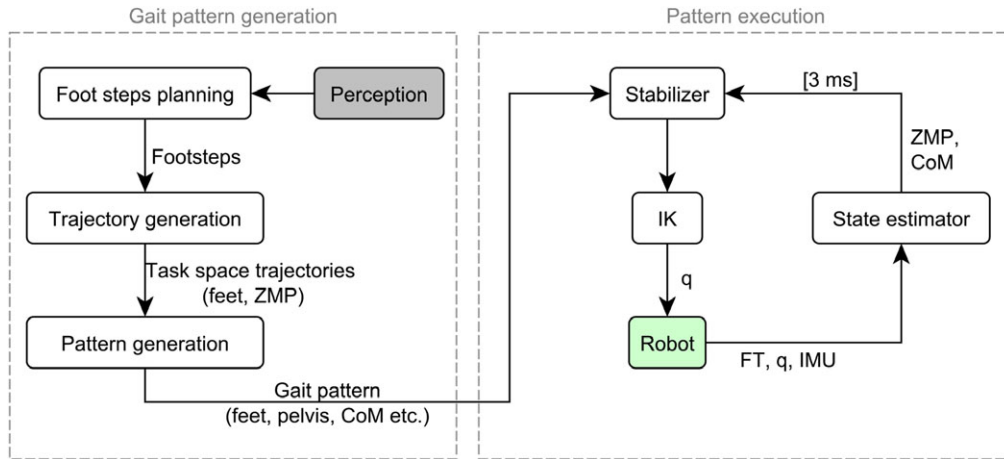 Gait pattern generation
Foot steps planning
Perception
Footsteps
Trajectory generation
Task space trajectories
(feet, ZMP)
Pattern generation
Gait pattern
(feet, pelvis, CoM etc.)
Pattern execution
Stabilizer
[3 ms]
ZMP,
CoM
IK
State estimator
q
Robot
FT, q, IMU